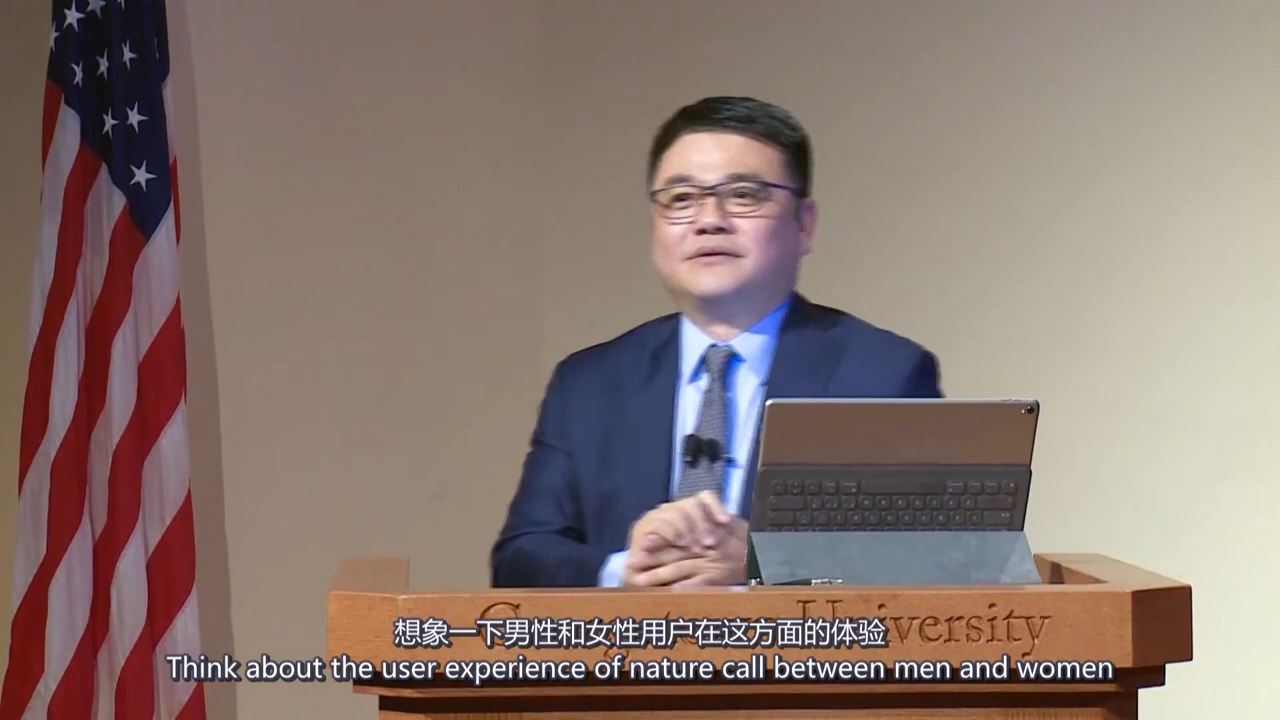 University
想象一下男性和女性用户在这方面的体验
Think about the user experience of nature call between men and women